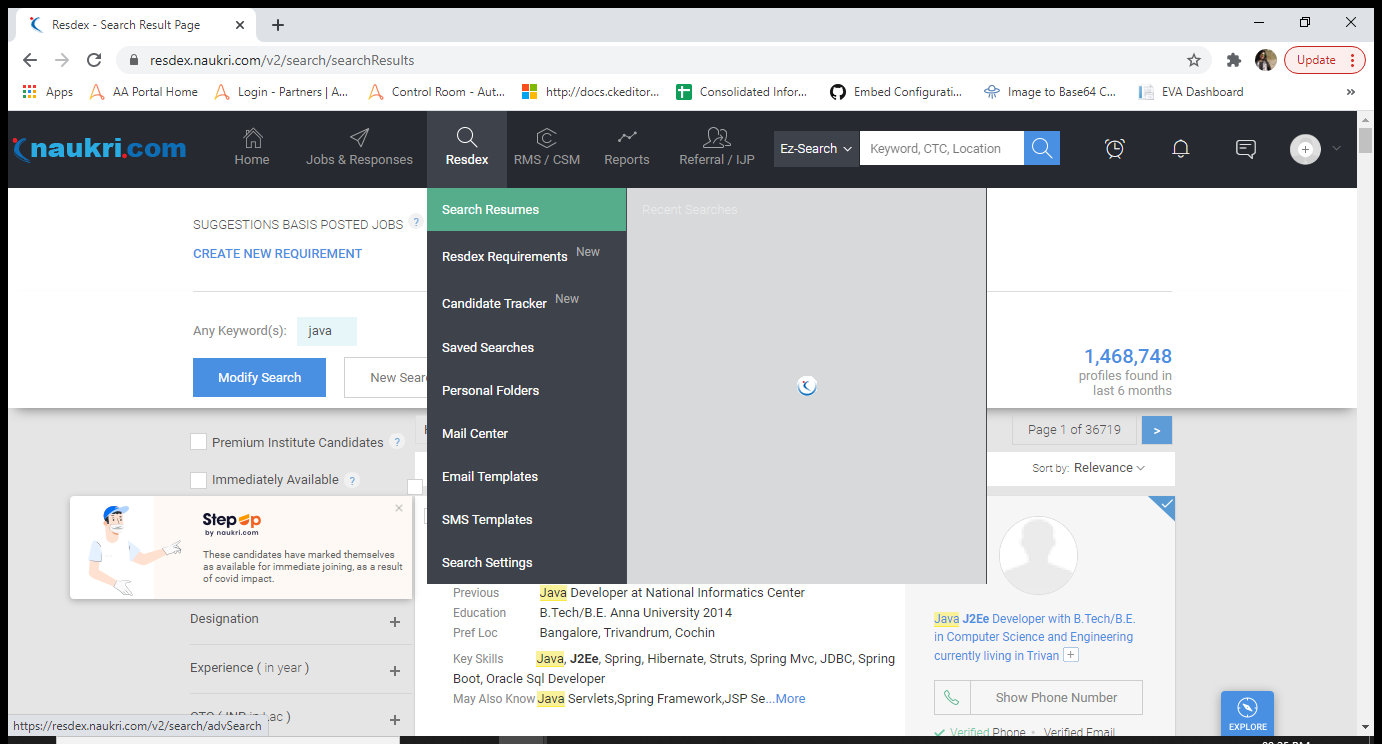 Resdex - Search Result Page
resdex.naukri.com/v2/search/searchResults
Update
Apps
AA Portal Home
Login - Partners | A...
Control Room - Aut...
http://docs.ckeditor...
Consolidated Infor...
Embed Configurati...
Image to Base64 C...
EVA Dashboard
»
naukri.com
Home
Jobs & Responses
Resdex
RMS / CSM
Reports
Referral / IJP
Ez-Search
Keyword, CTC, Location
Search Resumes
Recent Searches
Resdex Requirements New
Candidate Tracker New
Saved Searches
Personal Folders
Mail Center
Email Templates
SMS Templates
Search Settings
SUGGESTIONS BASIS POSTED JOBS ?
CREATE NEW REQUIREMENT
Any Keyword(s): java
Modify Search
New Sear
1,468,748
profiles found in
last 6 months
Premium Institute Candidates ?
Page 1 of 36719 >
Immediately Available ?
Sort by: Relevance
StepUp
by naukri.com
These candidates have marked themselves
as available for immediate joining, as a result
of covid impact.
Designation +
Experience ( in year ) +
Previous Java Developer at National Informatics Center
Education B.Tech/B.E. Anna University 2014
Pref Loc Bangalore, Trivandrum, Cochin
Key Skills Java, J2Ee, Spring, Hibernate, Struts, Spring Mvc, JDBC, Spring
Boot, Oracle Sql Developer
May Also Know Java Servlets,Spring Framework,JSP Se...More
Java J2Ee Developer with B.Tech/B.E.
in Computer Science and Engineering
currently living in Trivan +
Show Phone Number
Verified Phone • Verified Email
EXPLORE
https://resdex.naukri.com/v2/search/advSearch